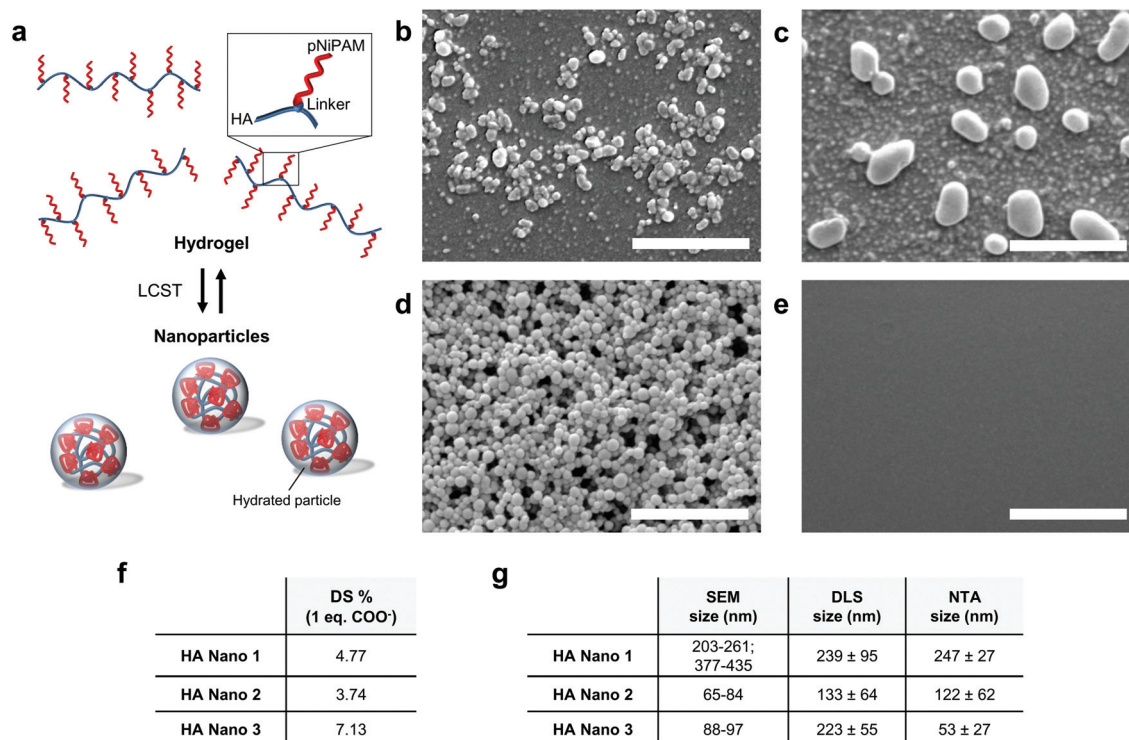 a
pNiPAM
Linker
HA
Hydrogel
LCST
Nanoparticles
Hydrated particle
b
c
d
e
f
DS %
(1 eq. COO⁻)
HA Nano 1 4.77
HA Nano 2 3.74
HA Nano 3 7.13
g
SEM size (nm) DLS size (nm) NTA size (nm)
HA Nano 1 203-261; 377-435 239 ± 95 247 ± 27
HA Nano 2 65-84 133 ± 64 122 ± 62
HA Nano 3 88-97 223 ± 55 53 ± 27